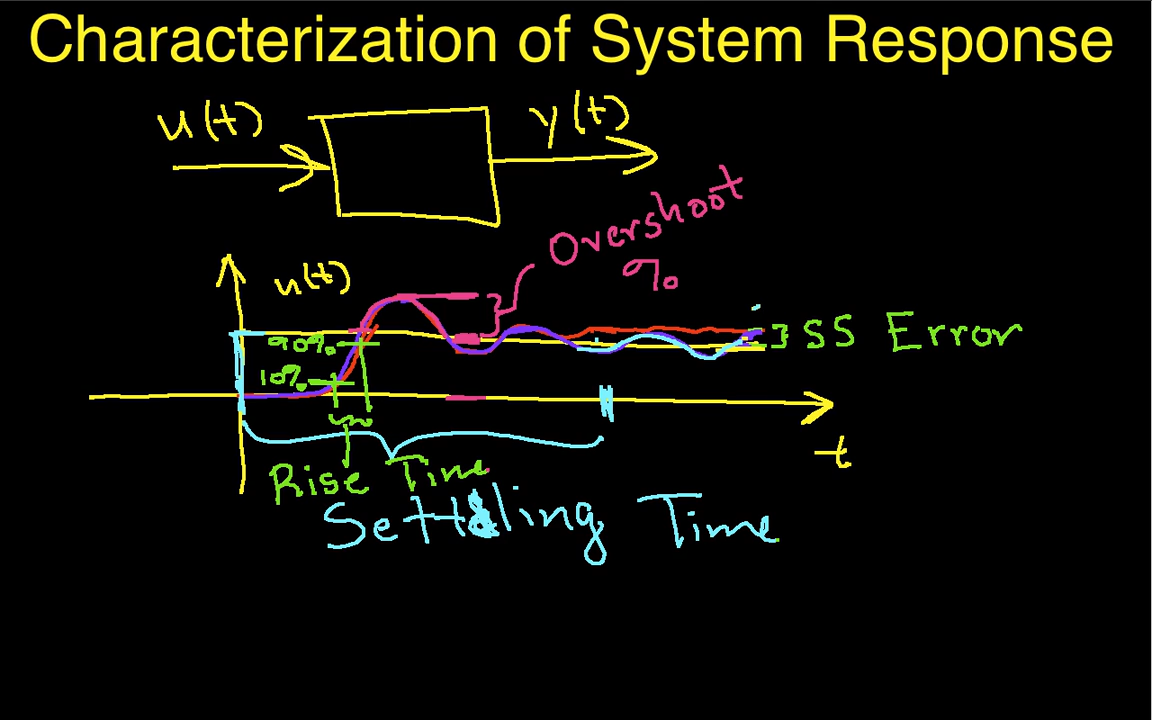 Characterization of System Response
u(t)
y(t)
Overshoot
%
u(t)
90%
10%
SS Error
t
Rise Time
Settling Time